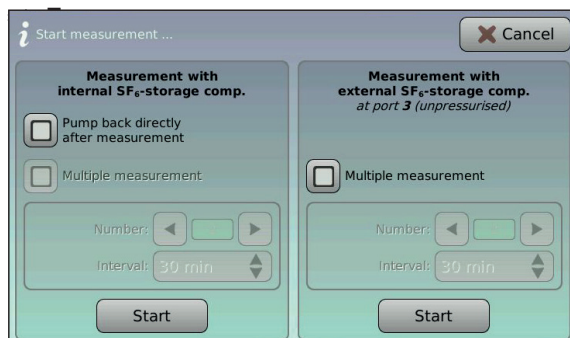 Start measurement ...
Cancel
Measurement with
internal SF₆-storage comp.
Pump back directly
after measurement
Multiple measurement
Number:
Interval: 30 min
Start
Measurement with
external SF₆-storage comp.
at port 3 (unpressurised)
Multiple measurement
Number:
Interval: 30 min
Start